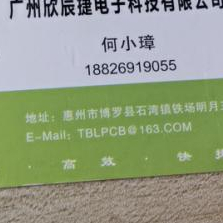 广州欣宸捷电子科技有限公司
何小璋
18826919055
地址：惠州市博罗县石湾镇铁场明月
E-Mail：TBLPCB@163.COM
· 高效 · 快